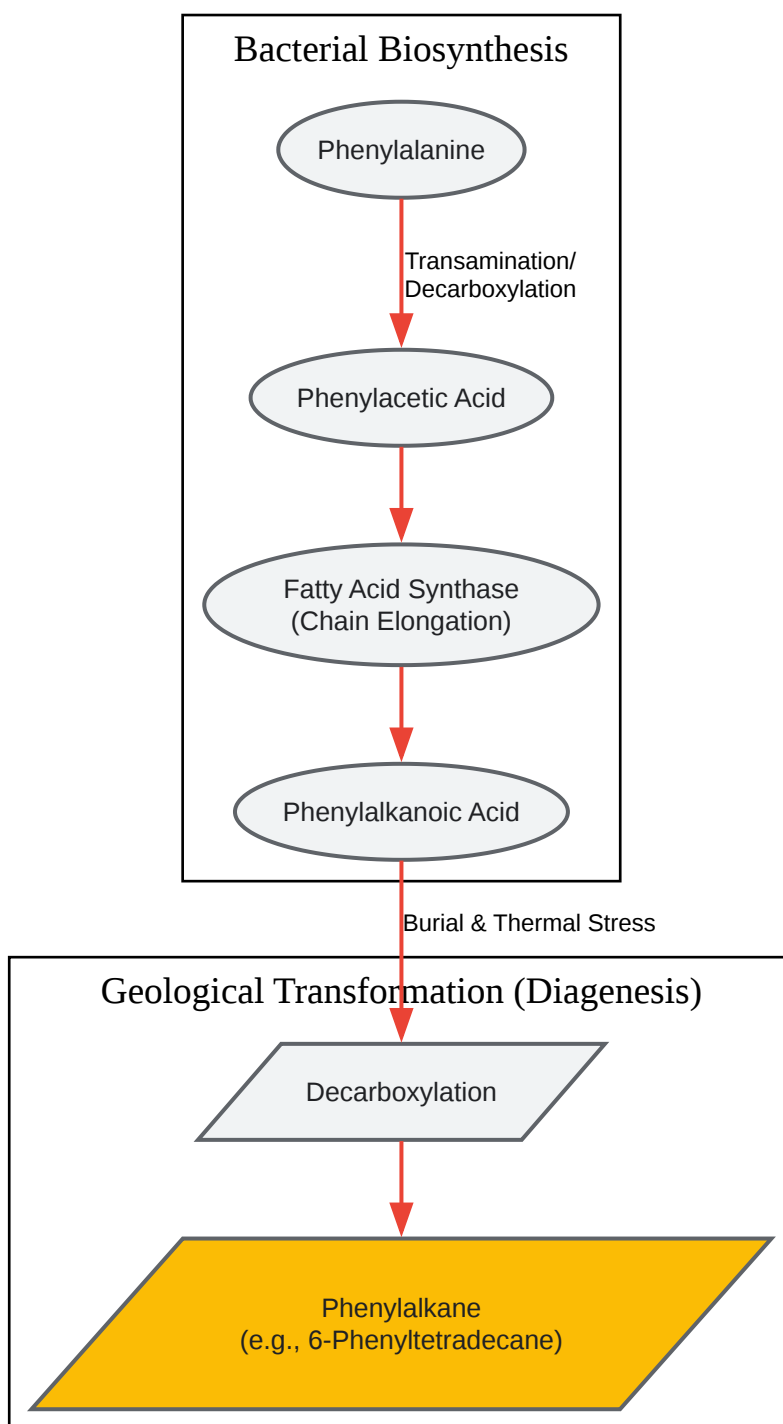 Bacterial Biosynthesis
Phenylalanine
Transamination/
Decarboxylation
Phenylacetic Acid
Fatty Acid Synthase
(Chain Elongation)
Phenylalkanoic Acid
Burial & Thermal Stress
Geological Transformation (Diagenesis)
Decarboxylation
Phenylalkane
(e.g., 6-Phenyltetradecane)